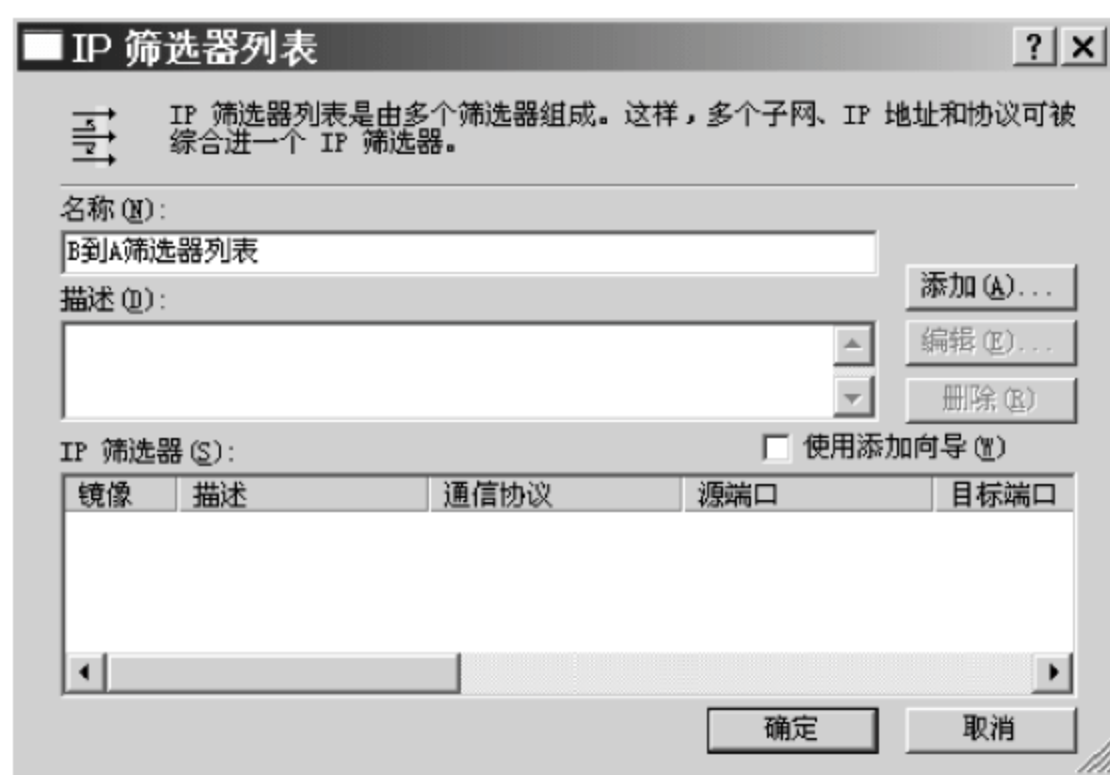 IP 筛选器列表
IP 筛选器列表是由多个筛选器组成。这样，多个子网、IP 地址和协议可被
综合进一个 IP 筛选器。
名称(N):
B到A筛选器列表
添加(A)...
描述(D):
编辑(E)...
删除(R)
IP 筛选器(S):
使用添加向导(W)
镜像 描述 通信协议 源端口 目标端口
确定 取消